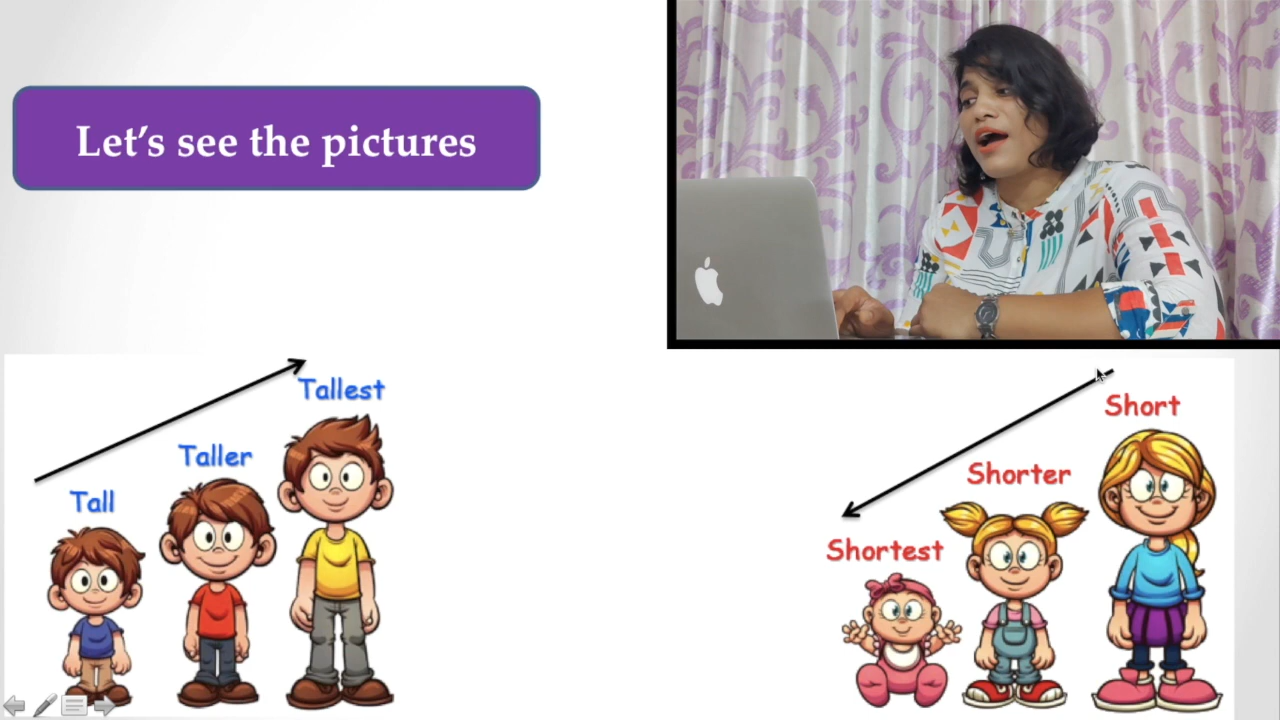 Let's see the pictures
Tallest
Taller
Tall
Short
Shorter
Shortest